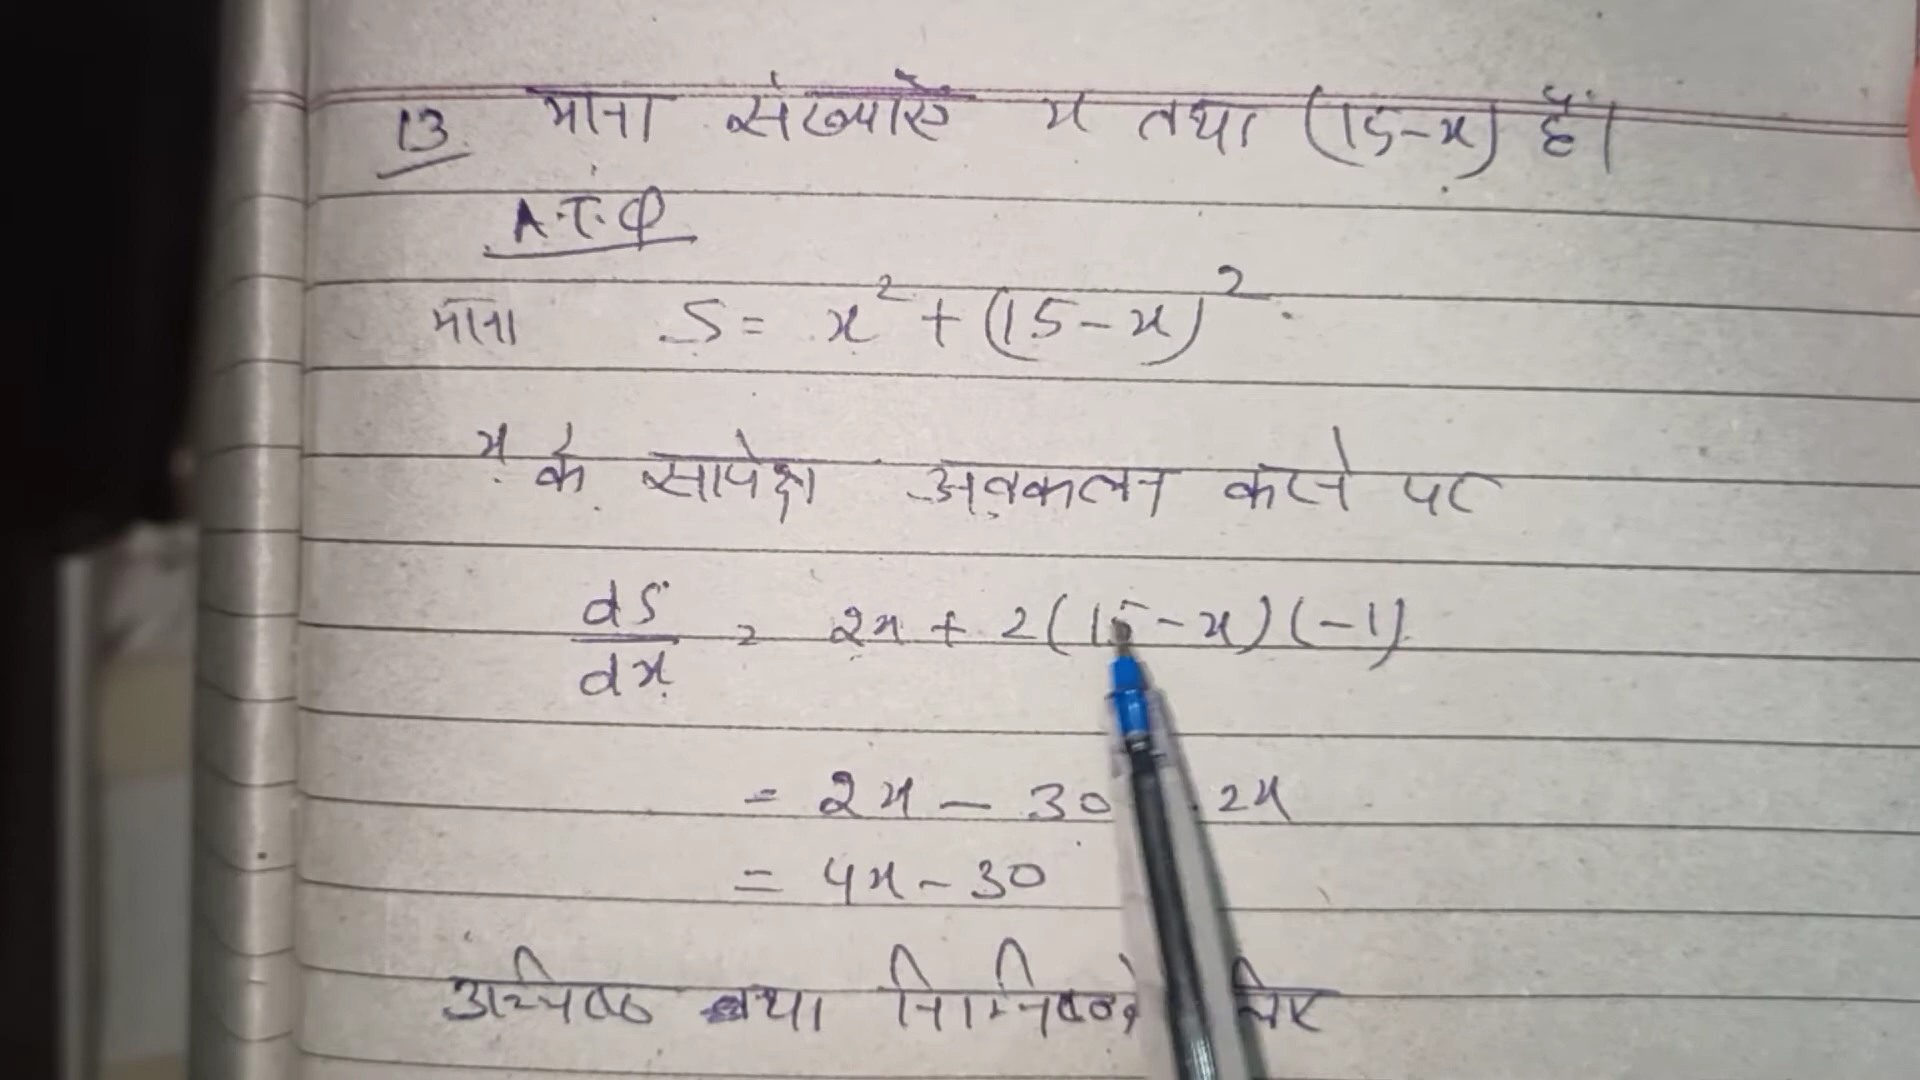 13. माना संख्याऐं x तथा (15-x) हैं।
A.T.Q
माना S = x² + (15-x)²
x के सापेक्ष अवकलन करने पर
dS/dx = 2x + 2(15-x)(-1)
= 2x - 30 2x
= 4x - 30
उच्चिष्ठ तथा निम्निष्ठ के लिए